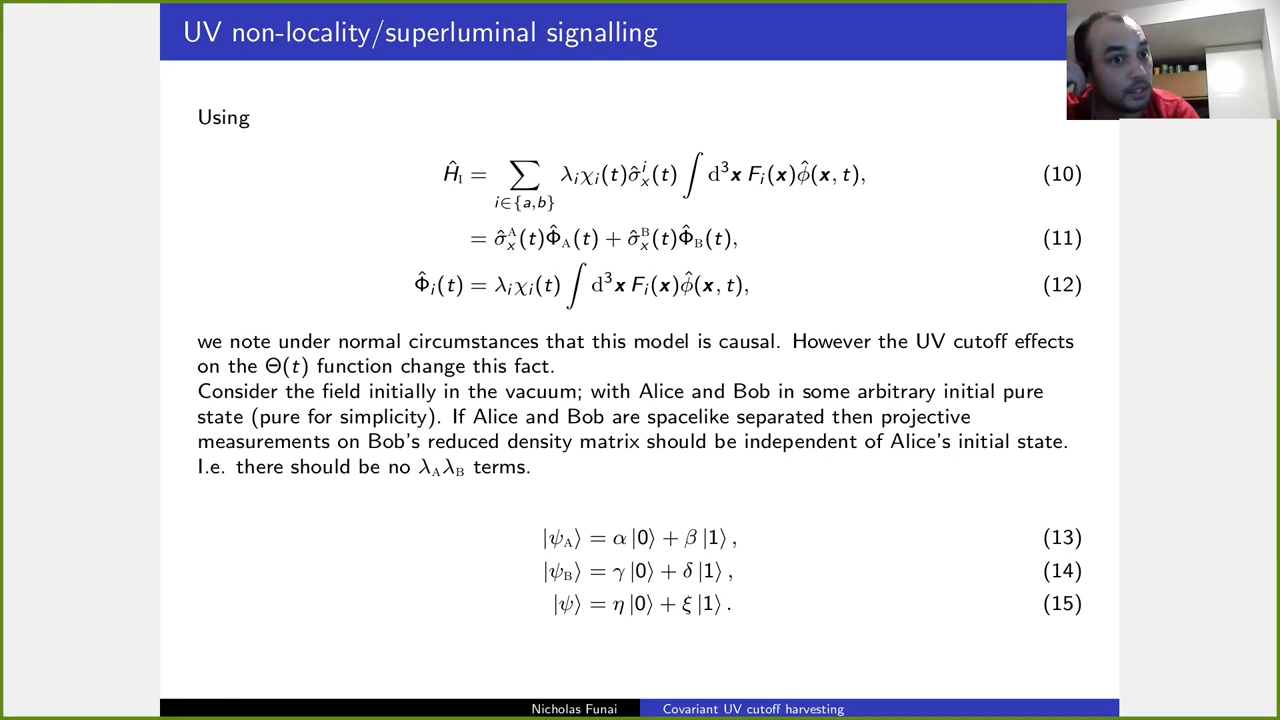 UV non-locality/superluminal signalling
Using
Ĥ_I = ∑_{i∈{a,b}} λ_i χ_i(t) σ̂_x^i(t) ∫ d³x F_i(x) φ̂(x, t), (10)
= σ̂_x^A(t) Φ̂_A(t) + σ̂_x^B(t) Φ̂_B(t), (11)
Φ̂_i(t) = λ_i χ_i(t) ∫ d³x F_i(x) φ̂(x, t), (12)
we note under normal circumstances that this model is causal. However the UV cutoff effects
on the Θ(t) function change this fact.
Consider the field initially in the vacuum; with Alice and Bob in some arbitrary initial pure
state (pure for simplicity). If Alice and Bob are spacelike separated then projective
measurements on Bob's reduced density matrix should be independent of Alice's initial state.
I.e. there should be no λ_A λ_B terms.
|ψ_A⟩ = α |0⟩ + β |1⟩ , (13)
|ψ_B⟩ = γ |0⟩ + δ |1⟩ , (14)
|ψ⟩ = η |0⟩ + ξ |1⟩ . (15)
Nicholas Funai Covariant UV cutoff harvesting